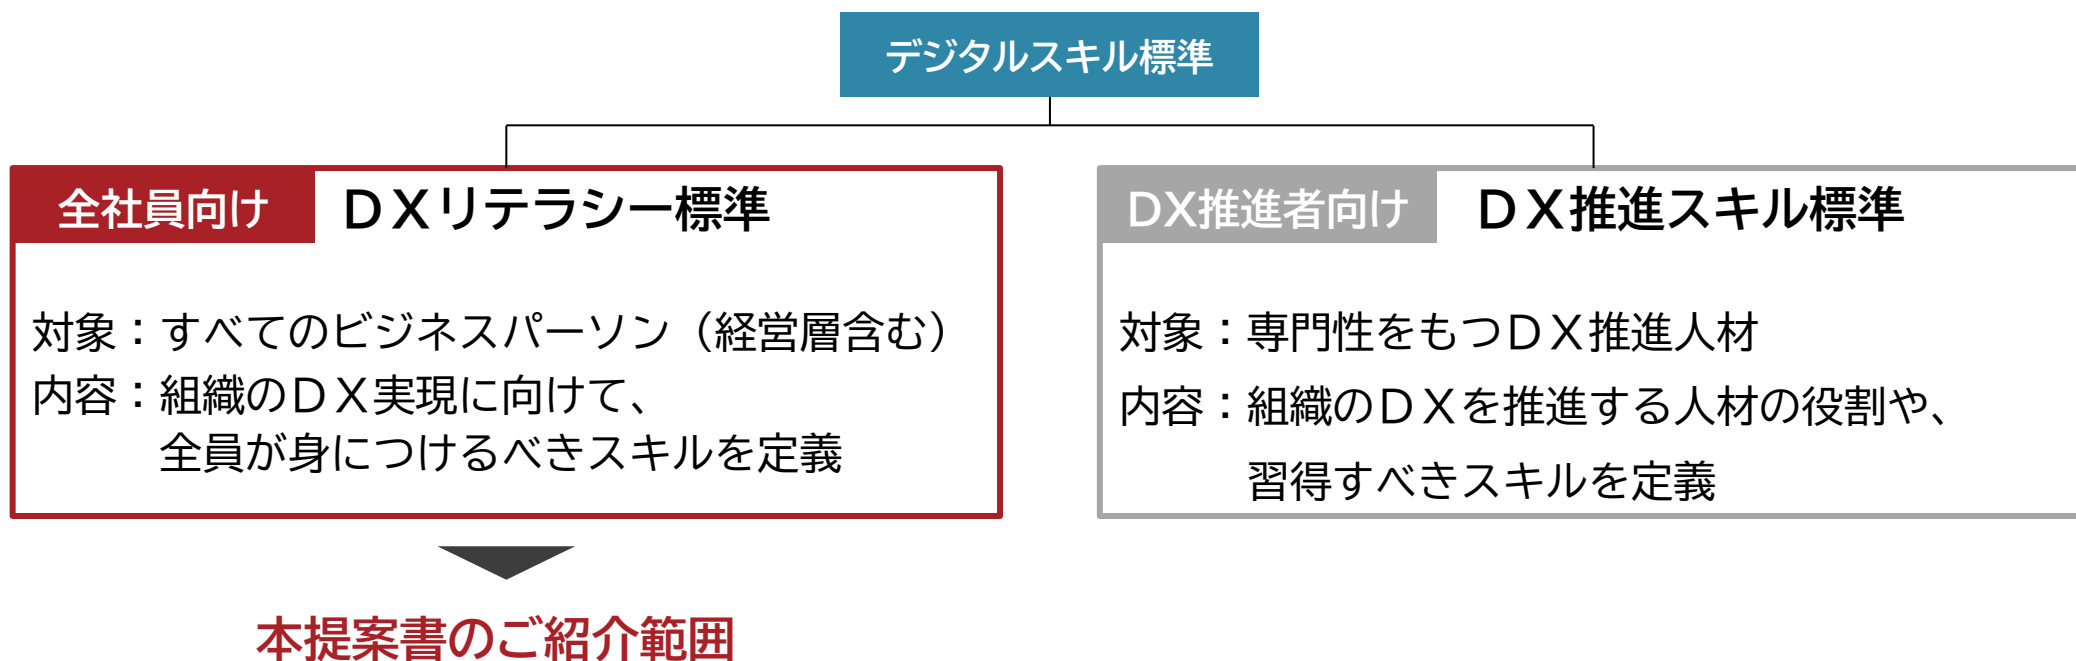 デジタルスキル標準
全社員向け
ＤＸリテラシー標準
対象：すべてのビジネスパーソン（経営層含む）
内容：組織のＤＸ実現に向けて、
全員が身につけるべきスキルを定義
DX推進者向け
ＤＸ推進スキル標準
対象：専門性をもつＤＸ推進人材
内容：組織のＤＸを推進する人材の役割や、
習得すべきスキルを定義
本提案書のご紹介範囲